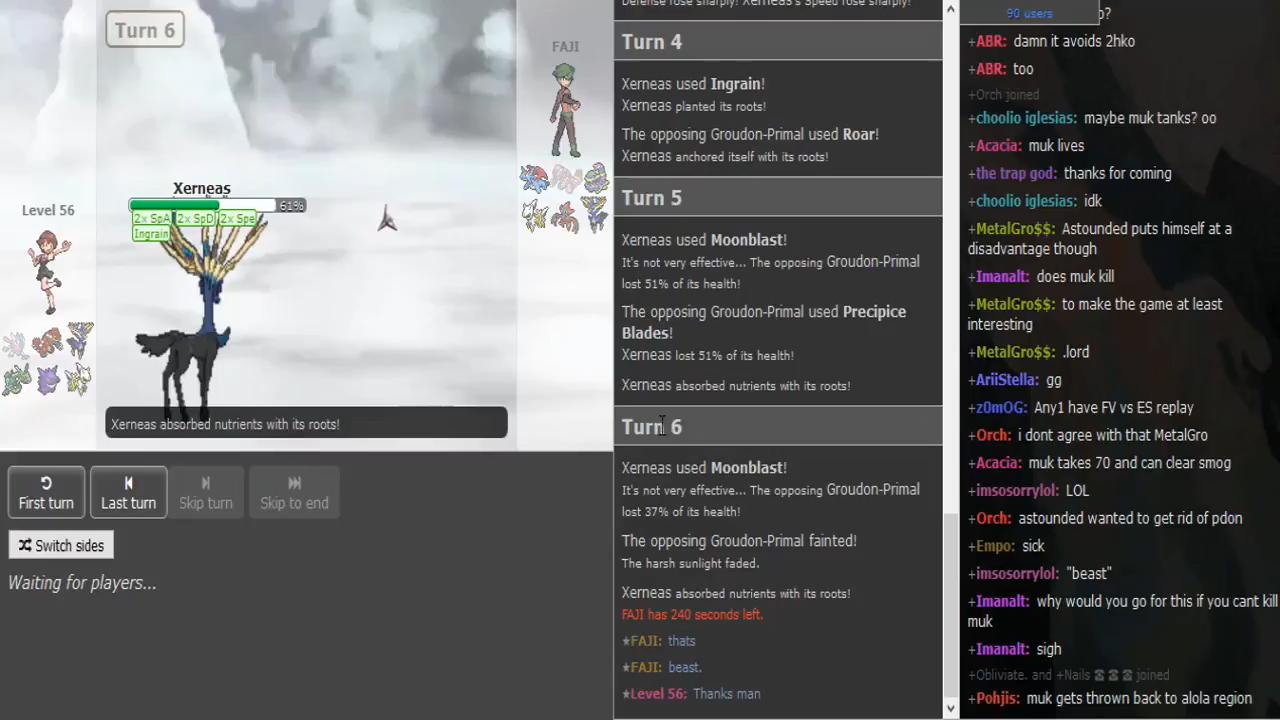 Turn 6
FAJI
Xerneas
61%
2x SpA
2x SpD
2x Spe
Ingrain
Level 56
Xerneas absorbed nutrients with its roots!
First turn
Last turn
Skip turn
Skip to end
Switch sides
Waiting for players...
Defense rose sharply! Xerneas's Speed rose sharply!
Turn 4
Xerneas used Ingrain!
Xerneas planted its roots!
The opposing Groudon-Primal used Roar!
Xerneas anchored itself with its roots!
Turn 5
Xerneas used Moonblast!
It's not very effective... The opposing Groudon-Primal
lost 51% of its health!
The opposing Groudon-Primal used Precipice
Blades!
Xerneas lost 51% of its health!
Xerneas absorbed nutrients with its roots!
Turn 6
Xerneas used Moonblast!
It's not very effective... The opposing Groudon-Primal
lost 37% of its health!
The opposing Groudon-Primal fainted!
The harsh sunlight faded.
Xerneas absorbed nutrients with its roots!
FAJI has 240 seconds left.
★FAJI: thats
★FAJI: beast.
★Level 56: Thanks man
90 users
o?
+ABR: damn it avoids 2hko
+ABR: too
+Orch joined
+choolio iglesias: maybe muk tanks? oo
+Acacia: muk lives
+the trap god: thanks for coming
+choolio iglesias: idk
+MetalGro$$: Astounded puts himself at a
disadvantage though
+Imanalt: does muk kill
+MetalGro$$: to make the game at least
interesting
+MetalGro$$: .lord
+AriiStella: gg
+z0mOG: Any1 have FV vs ES replay
+Orch: i dont agree with that MetalGro
+Acacia: muk takes 70 and can clear smog
+imsosorrylol: LOL
+Orch: astounded wanted to get rid of pdon
+Empo: sick
+imsosorrylol: "beast"
+Imanalt: why would you go for this if you cant kill
muk
+Imanalt: sigh
+Obliviate. and +Nails ☎ ☎ ☎ joined
+Pohjis: muk gets thrown back to alola region